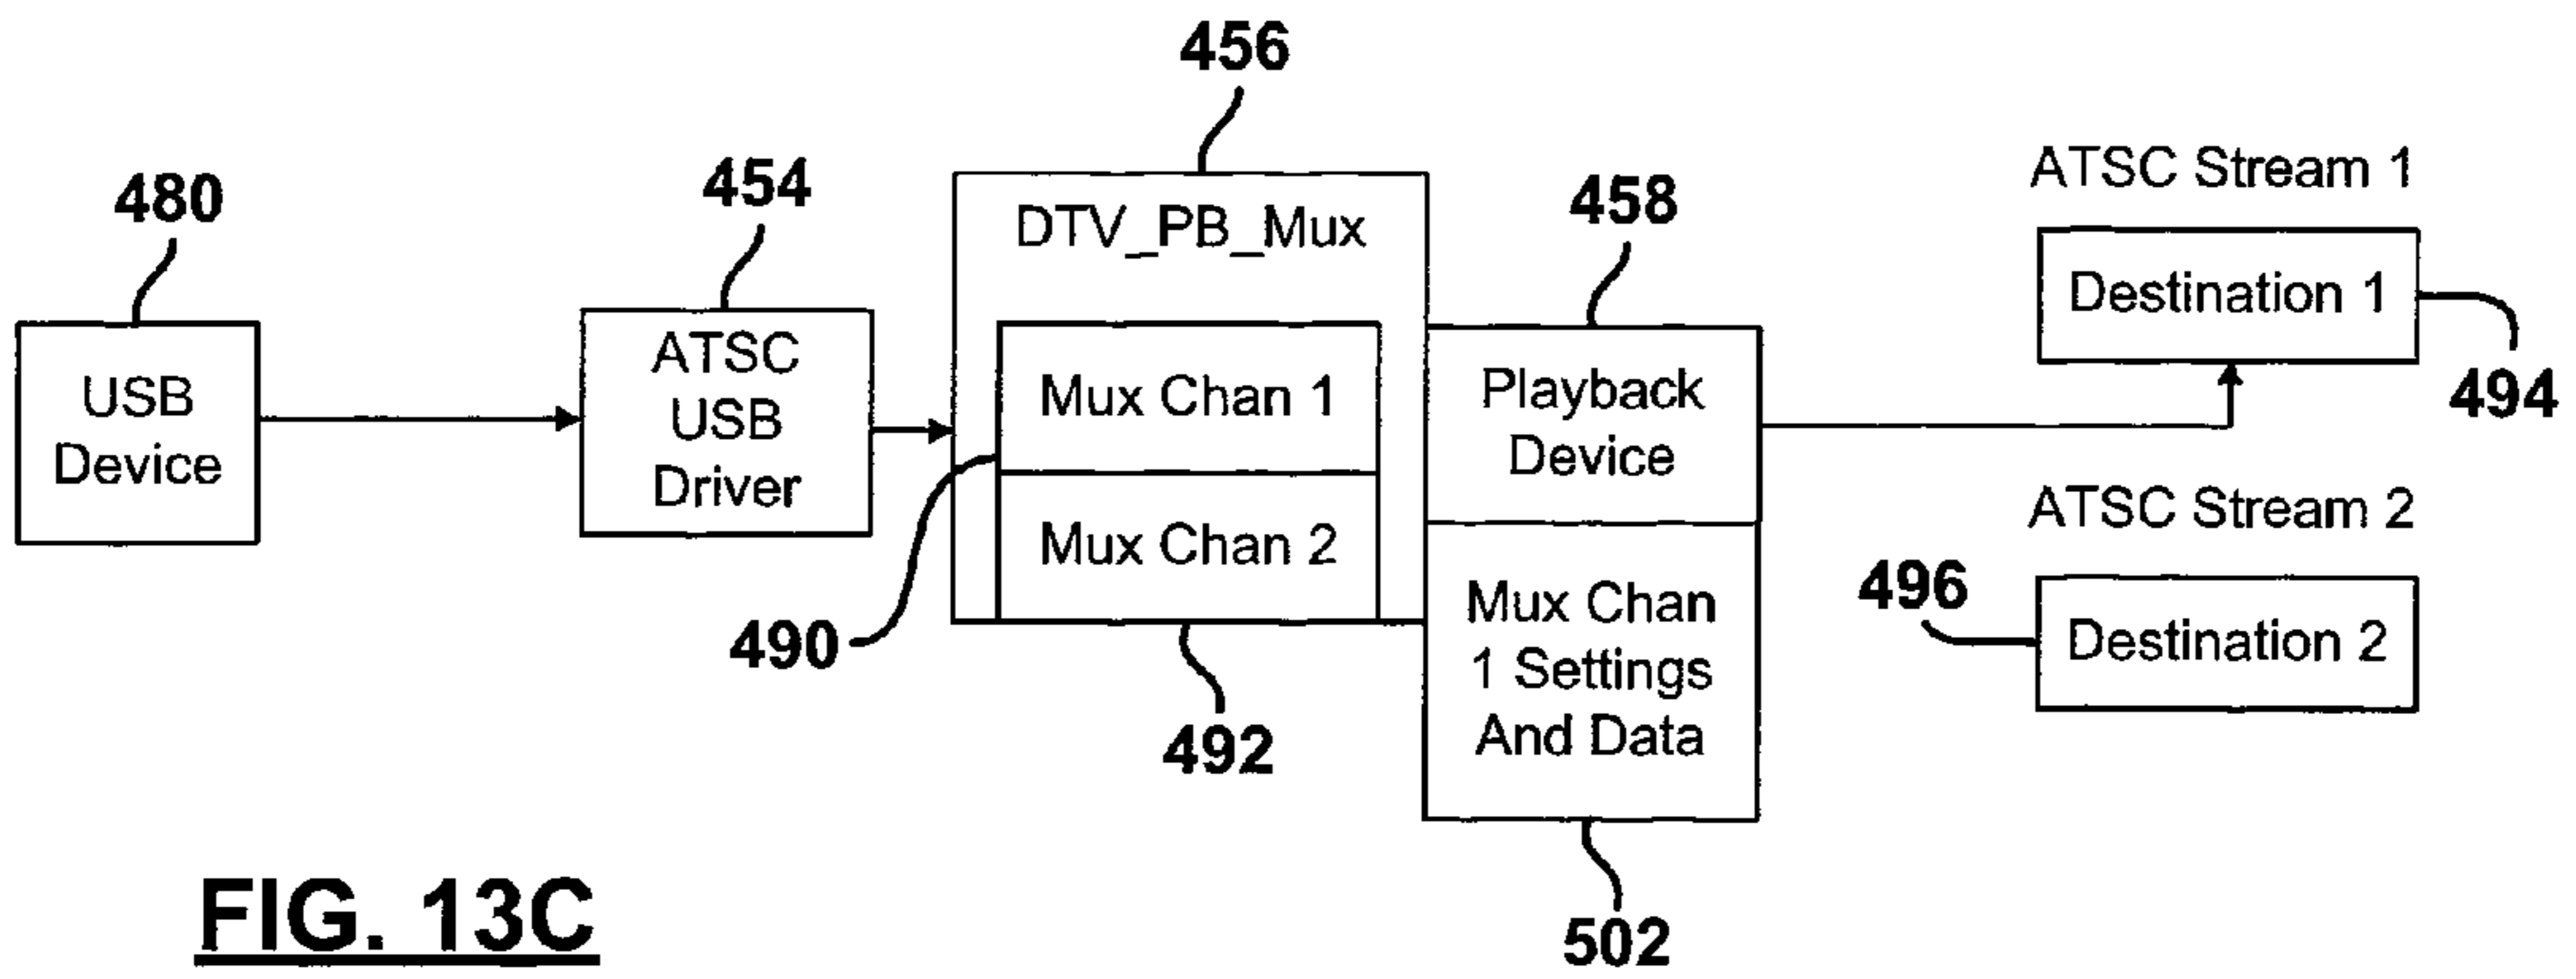 456
480
454
DTV_PB_Mux
458
ATSC Stream 1
Destination 1
494
USB
Device
ATSC
USB
Driver
Mux Chan 1
Mux Chan 2
Playback
Device
ATSC Stream 2
496
Destination 2
490
492
Mux Chan
1 Settings
And Data
502
FIG. 13C